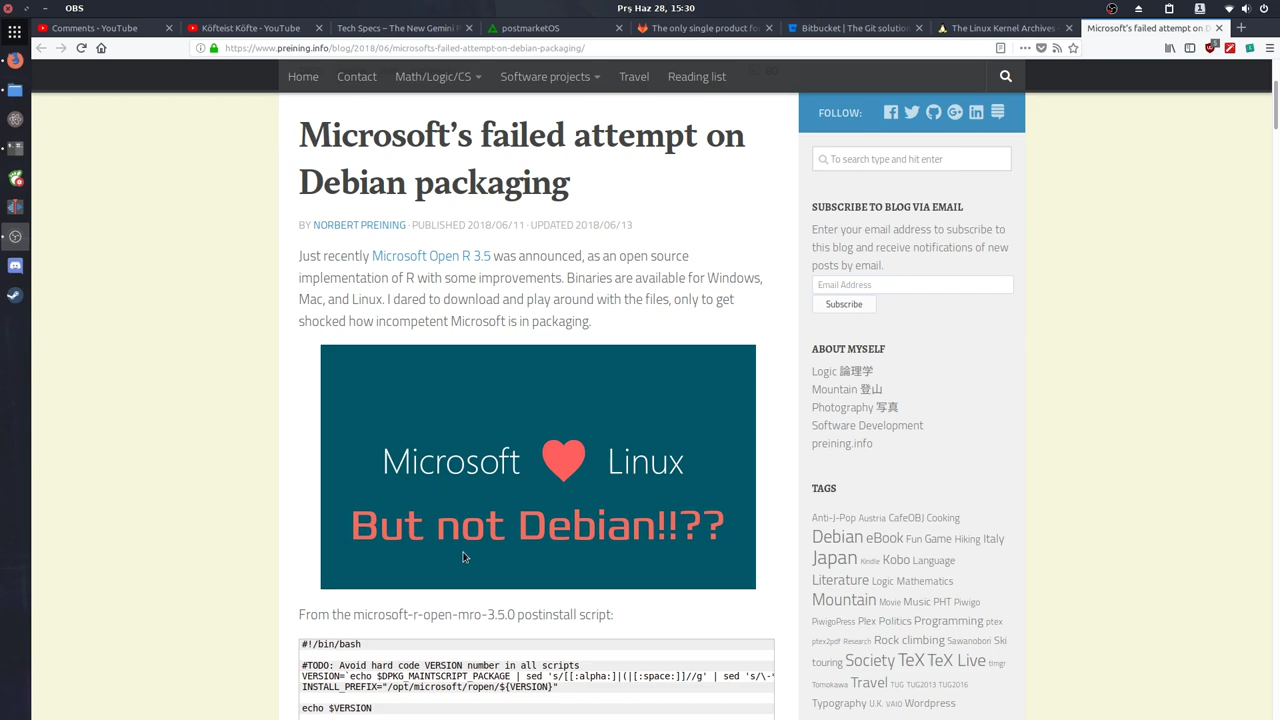 OBS
Prş Haz 28, 15:30
Comments - YouTube
Köfteist Köfte - YouTube
Tech Specs – The New Gemini
postmarketOS
The only single product fo
Bitbucket | The Git solution
The Linux Kernel Archives
Microsoft's failed attempt on D
https://www.preining.info/blog/2018/06/microsofts-failed-attempt-on-debian-packaging/
Home
Contact
Math/Logic/CS
Software projects
Travel
Reading list
Microsoft's failed attempt on
Debian packaging
BY NORBERT PREINING · PUBLISHED 2018/06/11 · UPDATED 2018/06/13
Just recently Microsoft Open R 3.5 was announced, as an open source
implementation of R with some improvements. Binaries are available for Windows,
Mac, and Linux. I dared to download and play around with the files, only to get
shocked how incompetent Microsoft is in packaging.
Microsoft Linux
But not Debian!!??
From the microsoft-r-open-mro-3.5.0 postinstall script:
#!/bin/bash
#TODO: Avoid hard code VERSION number in all scripts
VERSION=`echo $DPKG_MAINTSCRIPT_PACKAGE | sed 's/[[:alpha:]|(|[:space:]]//g' | sed 's/\-*
INSTALL_PREFIX="/opt/microsoft/ropen/${VERSION}"
echo $VERSION
FOLLOW:
To search type and hit enter
SUBSCRIBE TO BLOG VIA EMAIL
Enter your email address to subscribe to
this blog and receive notifications of new
posts by email.
Email Address
Subscribe
ABOUT MYSELF
Logic 論理学
Mountain 登山
Photography 写真
Software Development
preining.info
TAGS
Anti-J-Pop Austria CafeOBJ Cooking
Debian eBook Fun Game Hiking Italy
Japan Kindle Kobo Language
Literature Logic Mathematics
Mountain Movie Music PHT Piwigo
PiwigoPress Plex Politics Programming ptex
ptex2pdf Research Rock climbing Sawanobori Ski
touring Society TeX TeX Live tlmgr
Tomokawa Travel TUG TUG2013 TUG2016
Typography U.K. VAIO Wordpress